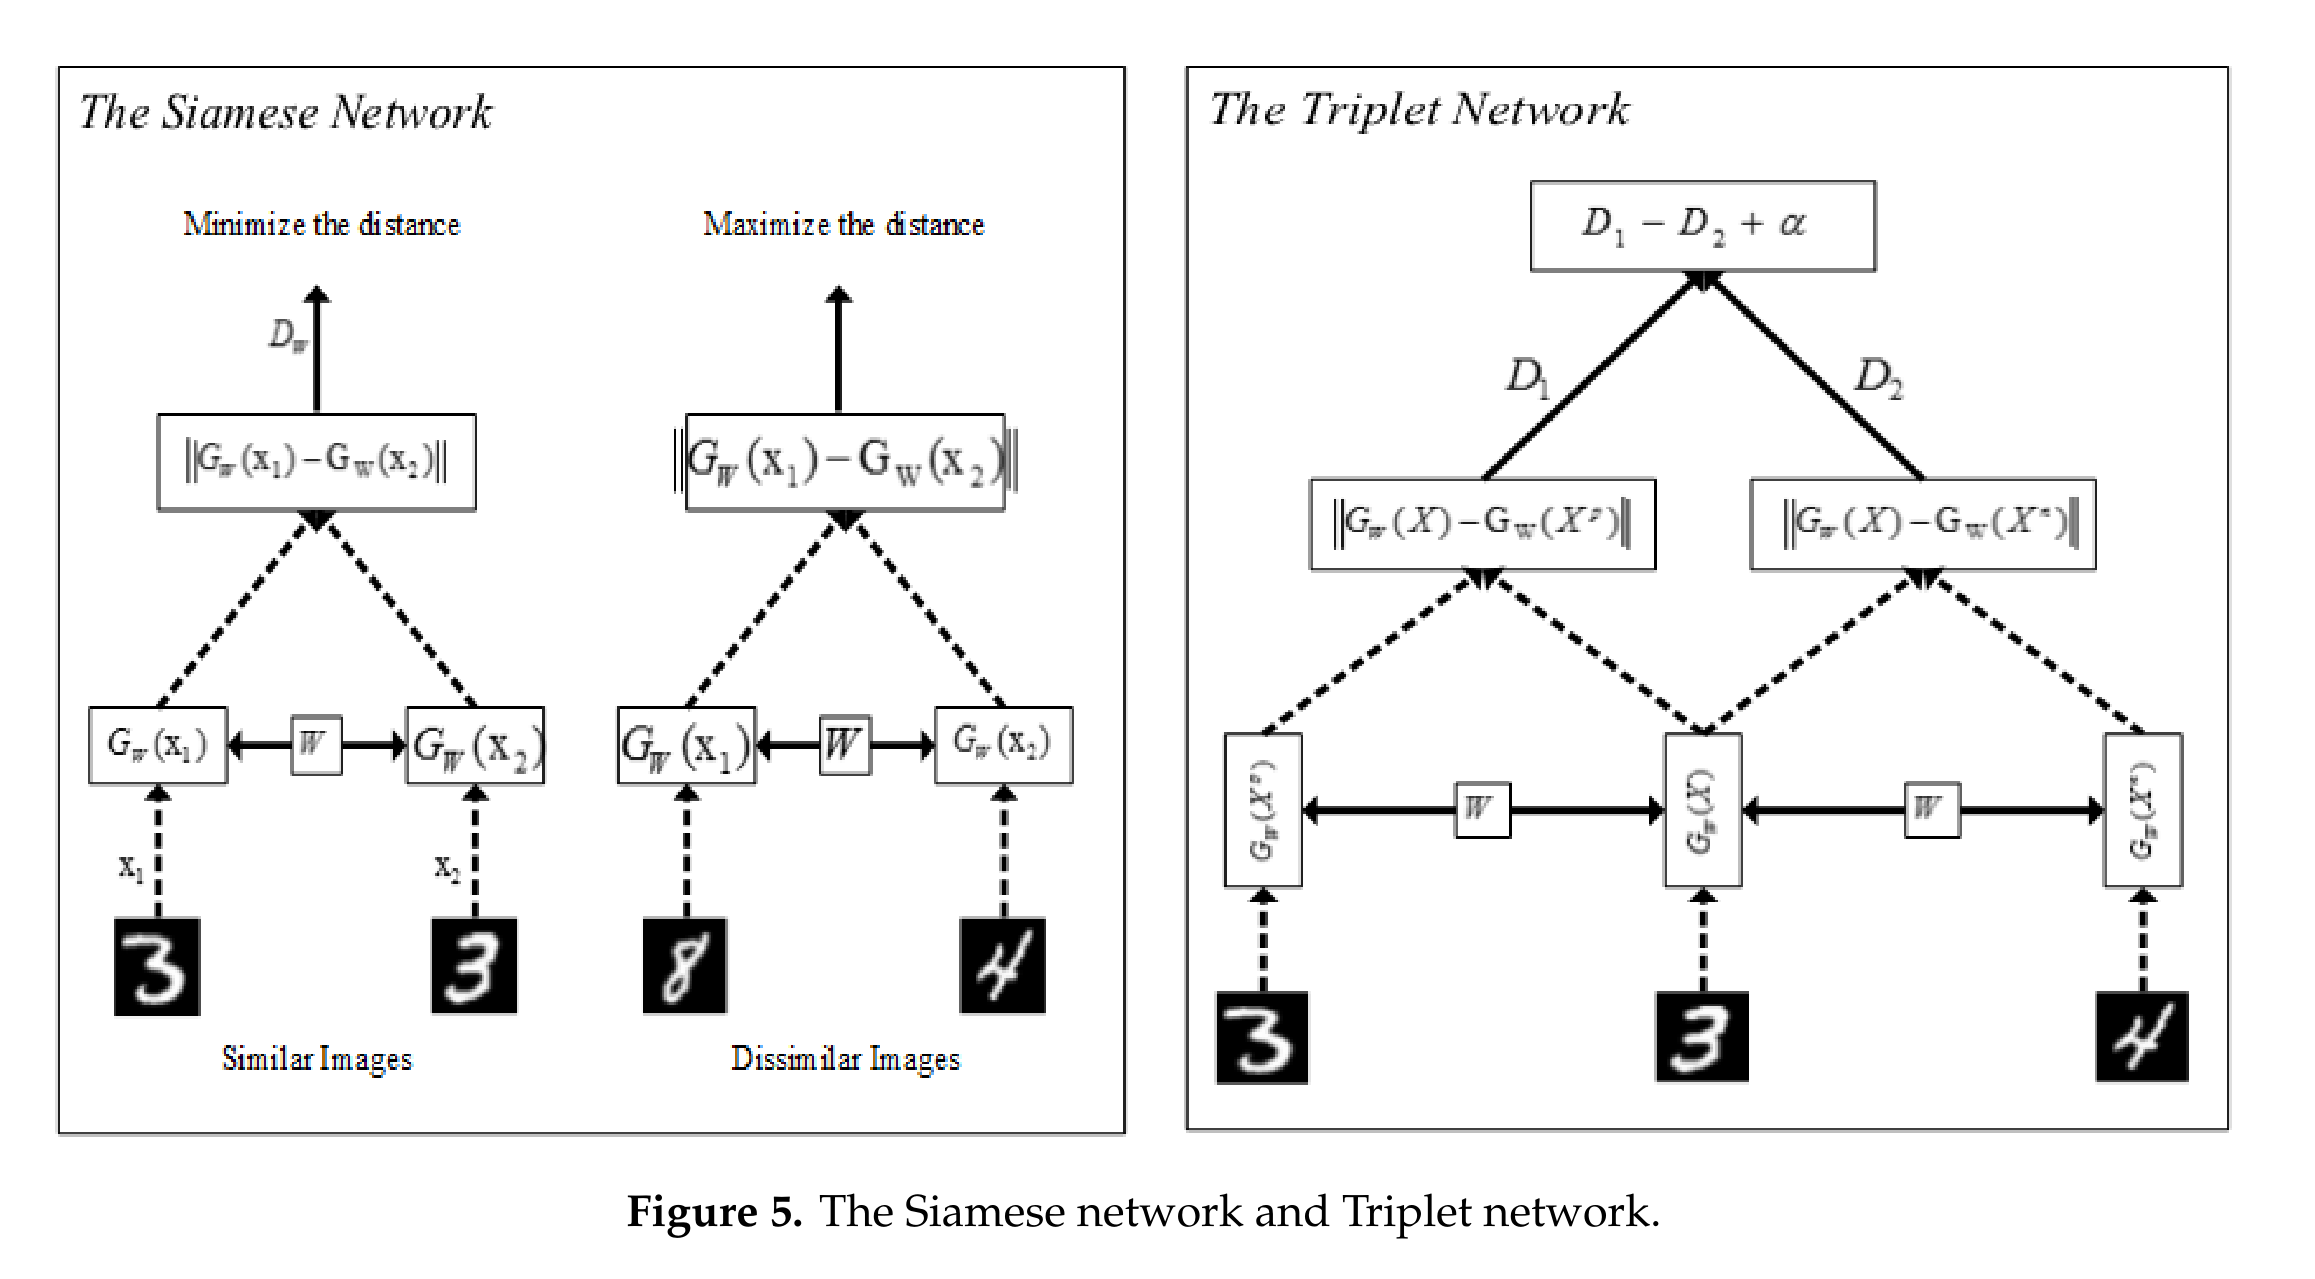 The Siamese Network
Minimize the distance
Maximize the distance
D_w
||G_w(x_1)-G_W(x_2)||
||G_W(x_1)-G_W(x_2)||
G_w(x_1)
W
G_W(x_2)
G_W(x_1)
W
G_w(x_2)
x_1
x_2
3
3
8
4
Similar Images
Dissimilar Images
The Triplet Network
D_1 - D_2 + α
D_1
D_2
||G_w(X)-G_W(X^p)||
||G_w(X)-G_W(X^n)||
G_w(X^p)
W
G_w(X)
W
G_w(X^n)
3
3
4
Figure 5. The Siamese network and Triplet network.